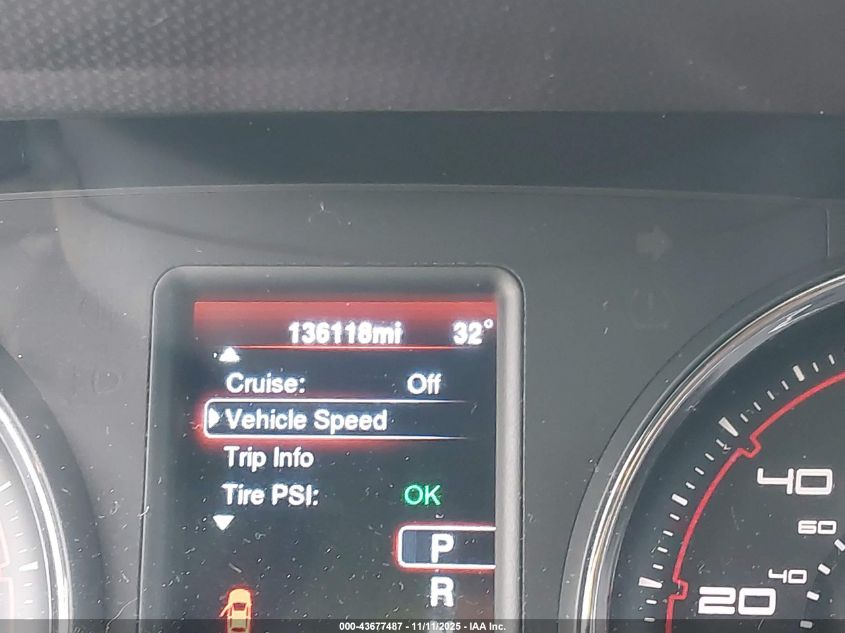 136118mi 32°
Cruise: Off
Vehicle Speed
Trip Info
Tire PSI: OK
P
R
40
60
40
20
000-43677487 - 11/11/2025 - IAA Inc.